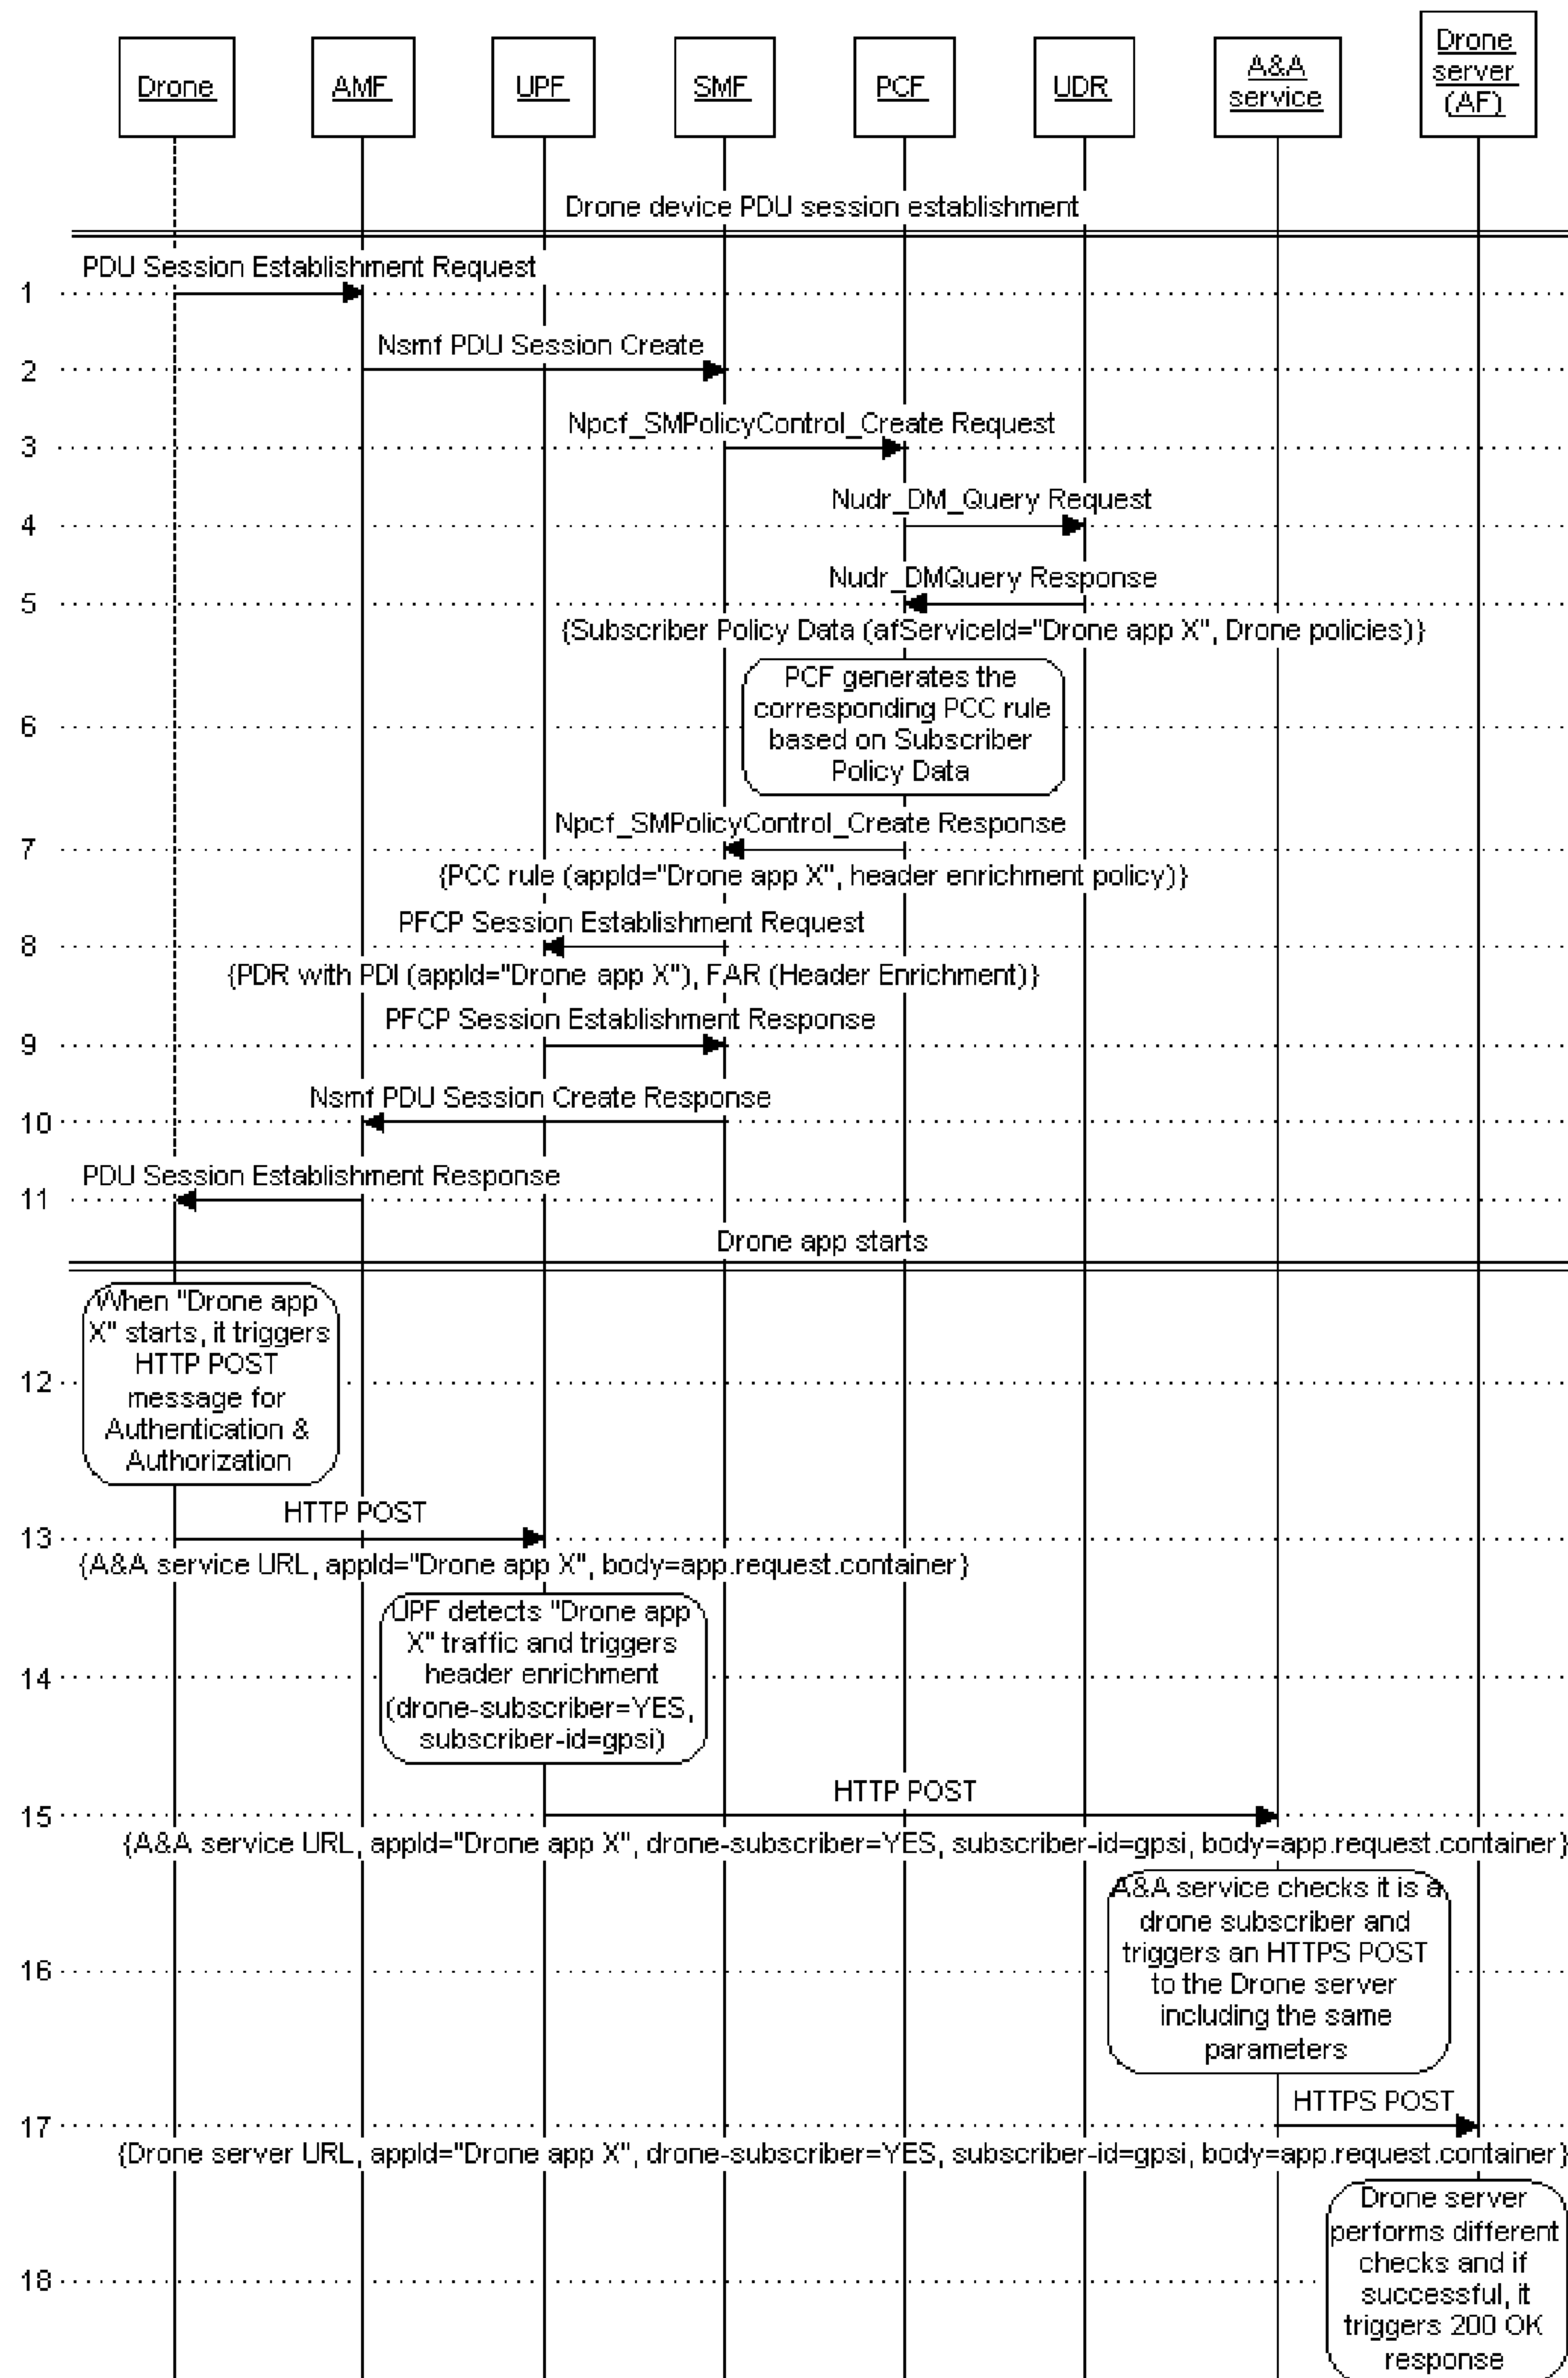 Drone
AMF
UPF
SMF
PCF
UDR
A&A
service
Drone
server
(AF)
Drone device PDU session establishment
PDU Session Establishment Request
1
Nsmf PDU Session Create
2
Npcf_SMPolicyControl_Create Request
3
Nudr_DM_Query Request
4
Nudr_DMQuery Response
5
{Subscriber Policy Data (afServiceId="Drone app X", Drone policies)}
PCF generates the
corresponding PCC rule
based on Subscriber
Policy Data
6
Npcf_SMPolicyControl_Create Response
7
{PCC rule (appId="Drone app X", header enrichment policy)}
PFCP Session Establishment Request
8
{PDR with PDI (appId="Drone app X"), FAR (Header Enrichment)}
PFCP Session Establishment Response
9
Nsmf PDU Session Create Response
10
PDU Session Establishment Response
11
Drone app starts
When "Drone app
X" starts, it triggers
HTTP POST
message for
Authentication &
Authorization
12
HTTP POST
13
{A&A service URL, appId="Drone app X", body=app.request.container}
UPF detects "Drone app
X" traffic and triggers
header enrichment
(drone-subscriber=YES,
subscriber-id=gpsi)
14
HTTP POST
15
{A&A service URL, appId="Drone app X", drone-subscriber=YES, subscriber-id=gpsi, body=app.request.container}
A&A service checks it is a
drone subscriber and
triggers an HTTPS POST
to the Drone server
including the same
parameters
16
HTTPS POST
17
{Drone server URL, appId="Drone app X", drone-subscriber=YES, subscriber-id=gpsi, body=app.request.container}
Drone server
performs different
checks and if
successful, it
triggers 200 OK
response
18